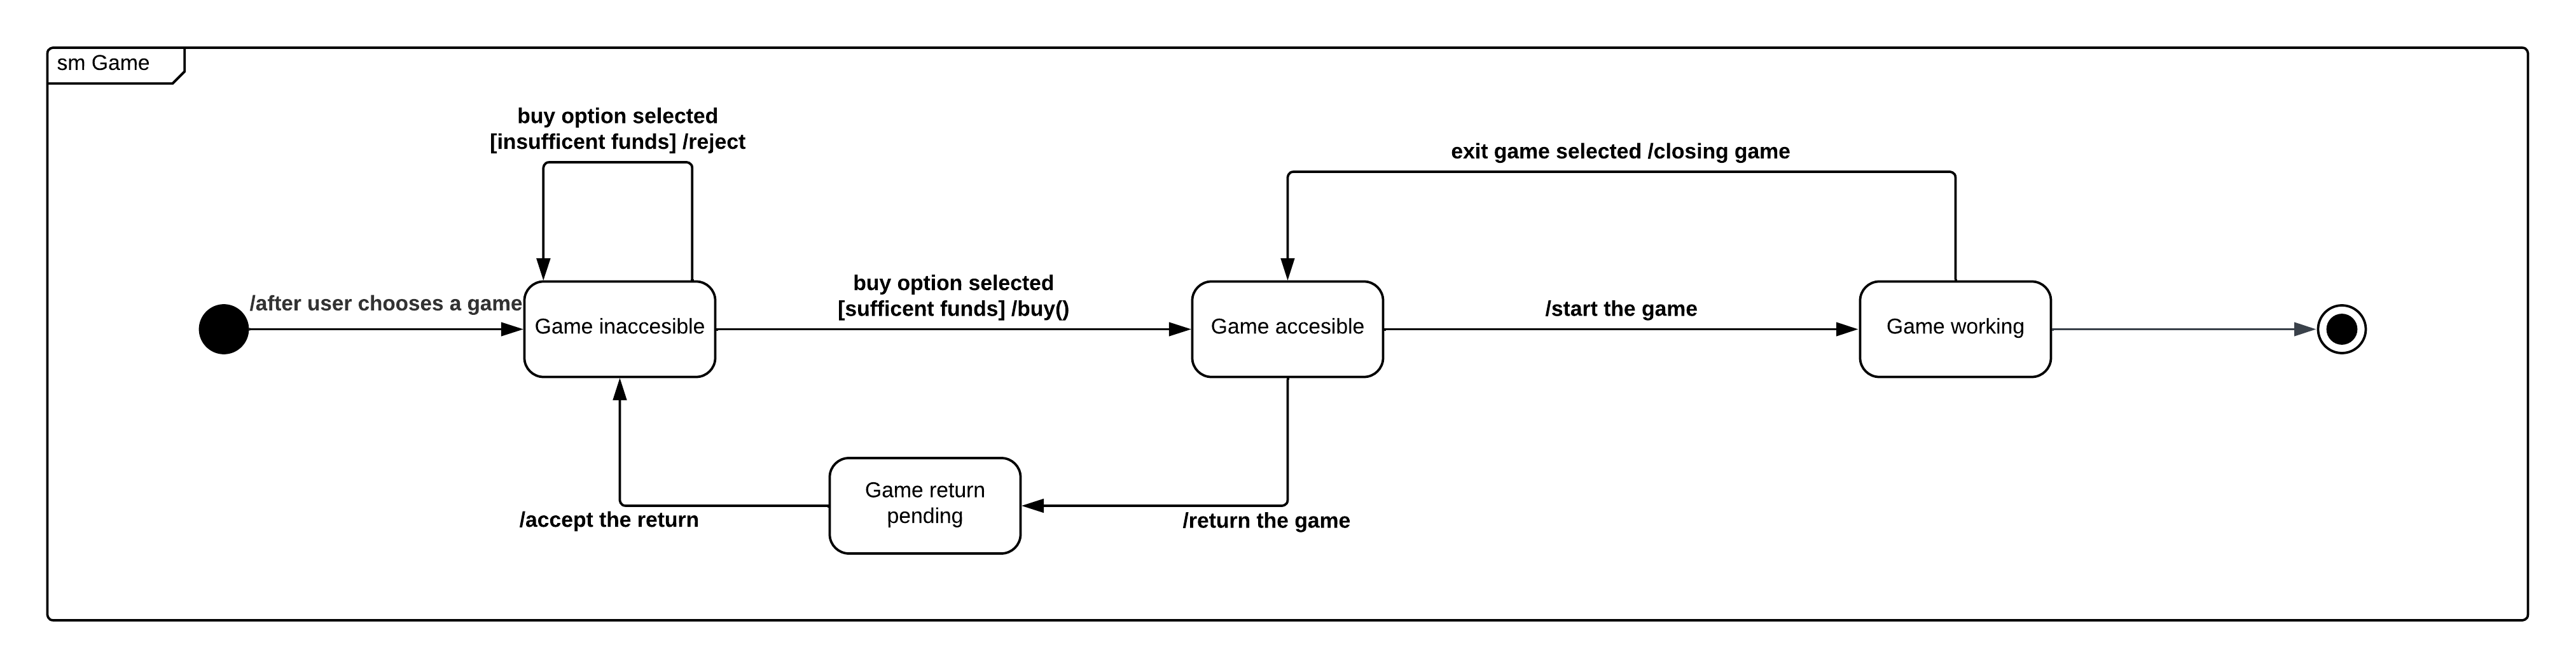 sm Game
buy option selected
[insufficent funds] /reject
exit game selected /closing game
/after user chooses a game
buy option selected
[sufficent funds] /buy()
/start the game
Game inaccesible
Game accesible
Game working
Game return
pending
/accept the return
/return the game